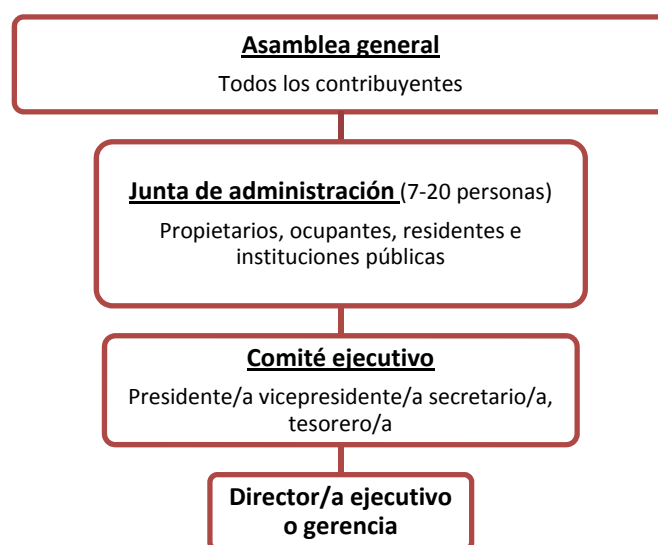 Asamblea general
Todos los contribuyentes
Junta de administración (7-20 personas)
Propietarios, ocupantes, residentes e
instituciones públicas
Comité ejecutivo
Presidente/a vicepresidente/a secretario/a,
tesorero/a
Director/a ejecutivo
o gerencia